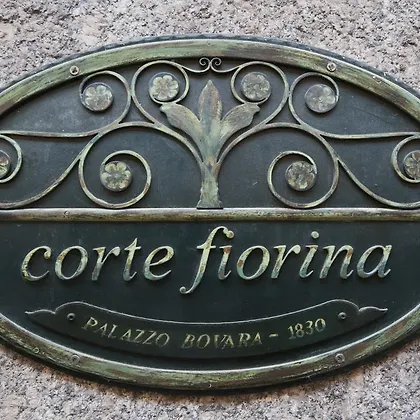 corte fiorina
PALAZZO BOVARA - 1830